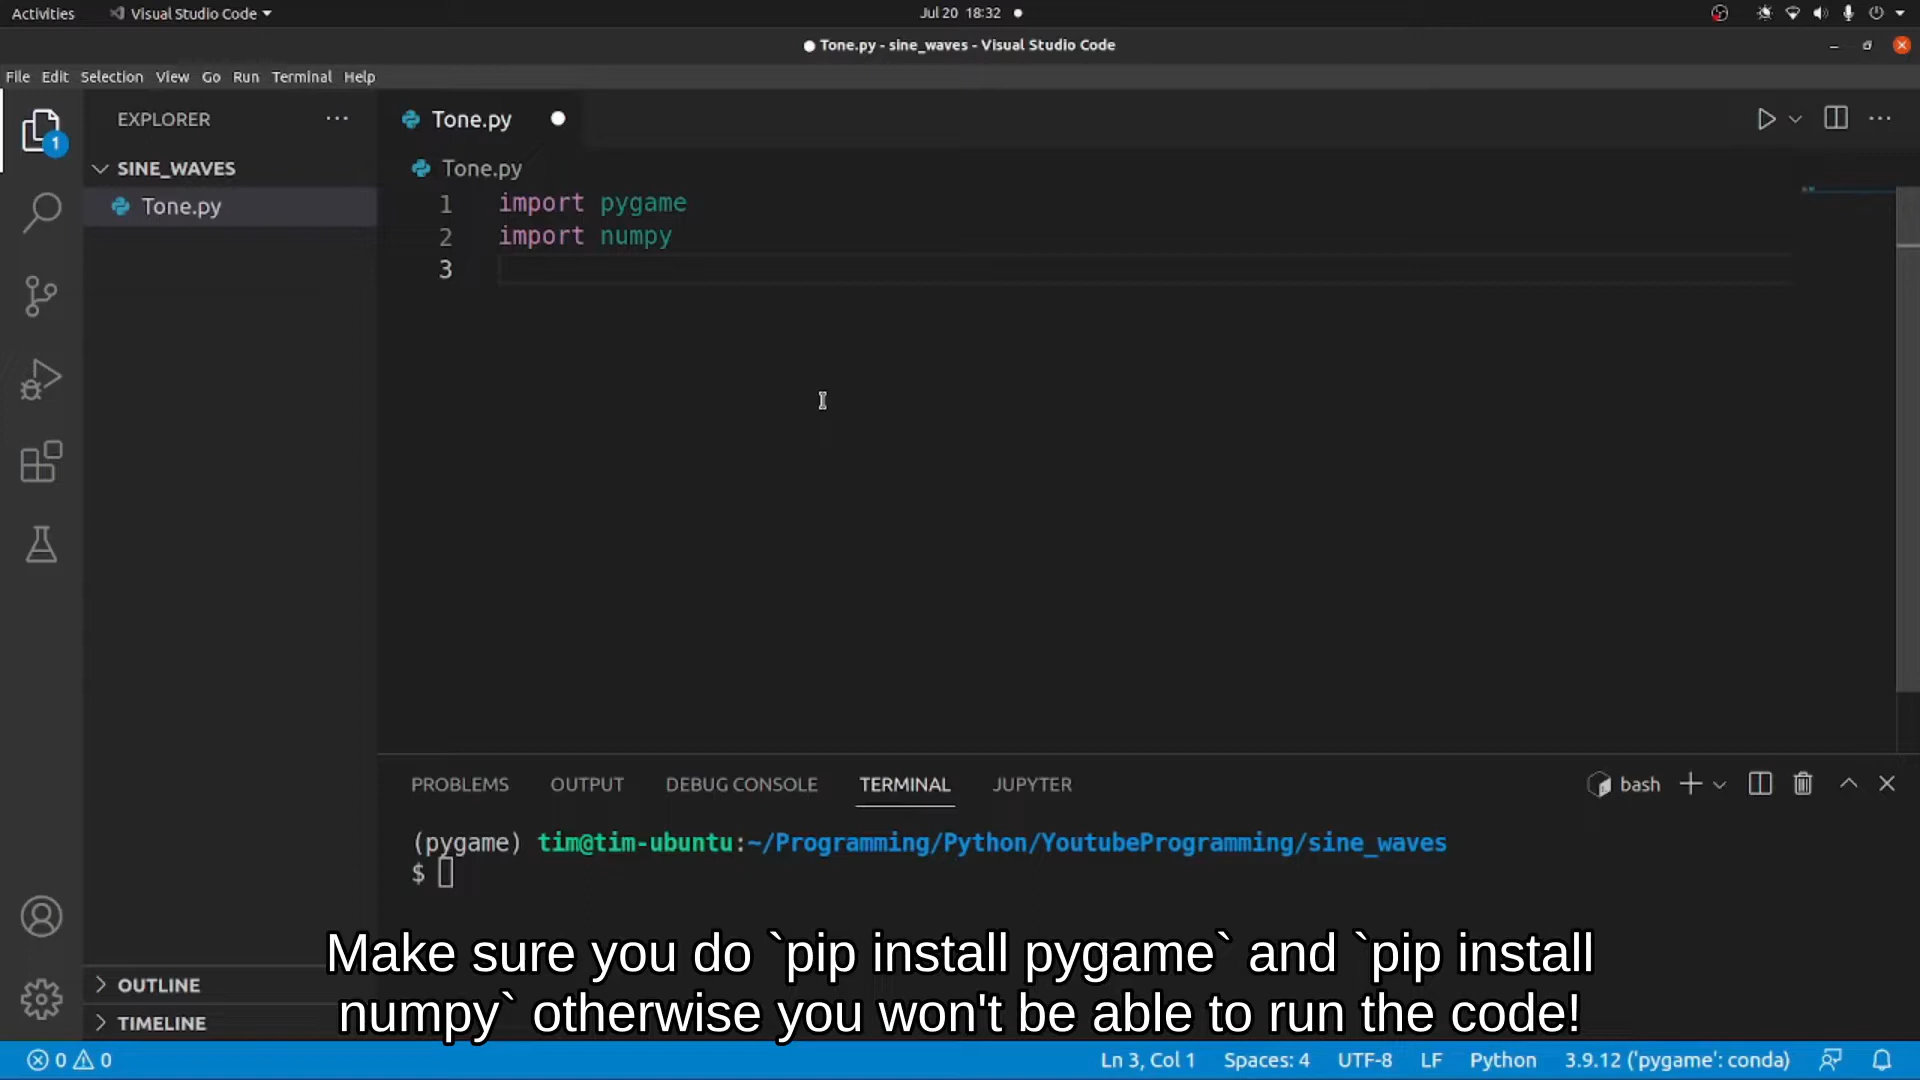 Activities Visual Studio Code Jul 20 18:32
Tone.py - sine_waves - Visual Studio Code
File Edit Selection View Go Run Terminal Help
EXPLORER
SINE_WAVES
Tone.py
1
Tone.py
Tone.py
1 import pygame
2 import numpy
3
PROBLEMS OUTPUT DEBUG CONSOLE TERMINAL JUPYTER bash
(pygame) tim@tim-ubuntu:~/Programming/Python/YoutubeProgramming/sine_waves
$
OUTLINE
TIMELINE
Make sure you do `pip install pygame` and `pip install
numpy` otherwise you won't be able to run the code!
0 0 Ln 3, Col 1 Spaces: 4 UTF-8 LF Python 3.9.12 ('pygame': conda)